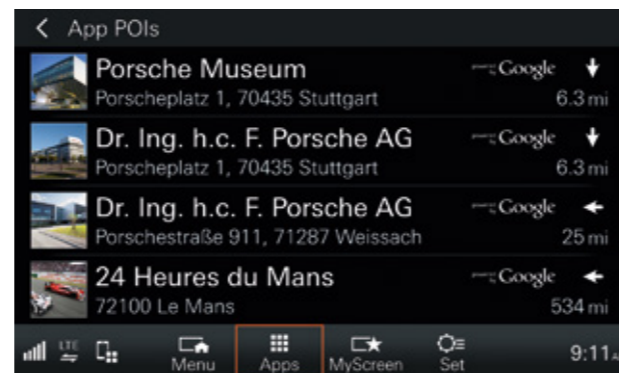 App POIs
Porsche Museum
Google
Porscheplatz 1, 70435 Stuttgart
6.3 mi
Dr. Ing. h.c. F. Porsche AG
Google
Porscheplatz 1, 70435 Stuttgart
6.3 mi
Dr. Ing. h.c. F. Porsche AG
Google
Porschestraße 911, 71287 Weissach
25 mi
24 Heures du Mans
Google
72100 Le Mans
534 mi
LTE
Menu
Apps
MyScreen
Set
9:11